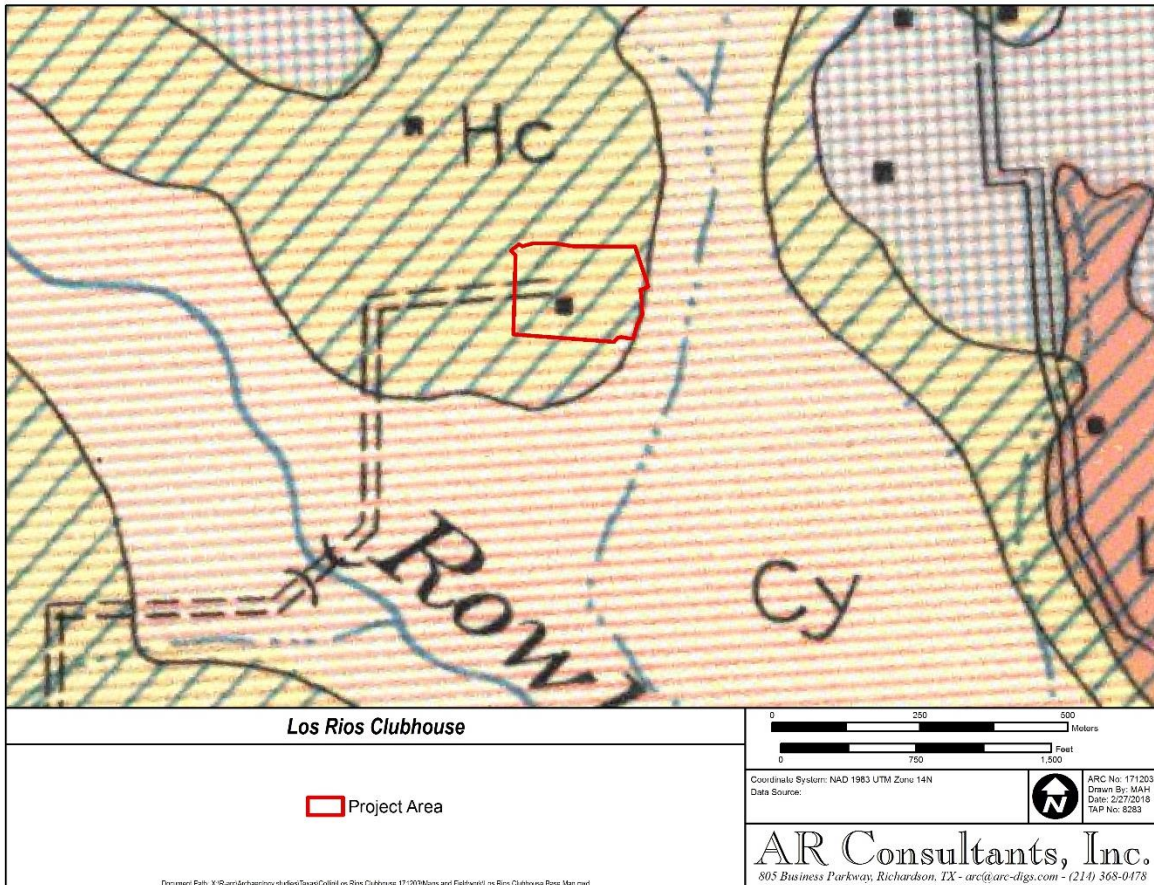 Hc
Cy
Row
L
Los Rios Clubhouse
Project Area
0 250 500
Meters
Feet
0 750 1,500
Coordinate System: NAD 1983 UTM Zone 14N
Data Source:
N
ARC No: 171203
Drawn By: MAH
Date: 2/27/2018
TAP No: 8283
AR Consultants, Inc.
805 Business Parkway, Richardson, TX - arc@arc-digs.com - (214) 368-0478
Document Path: